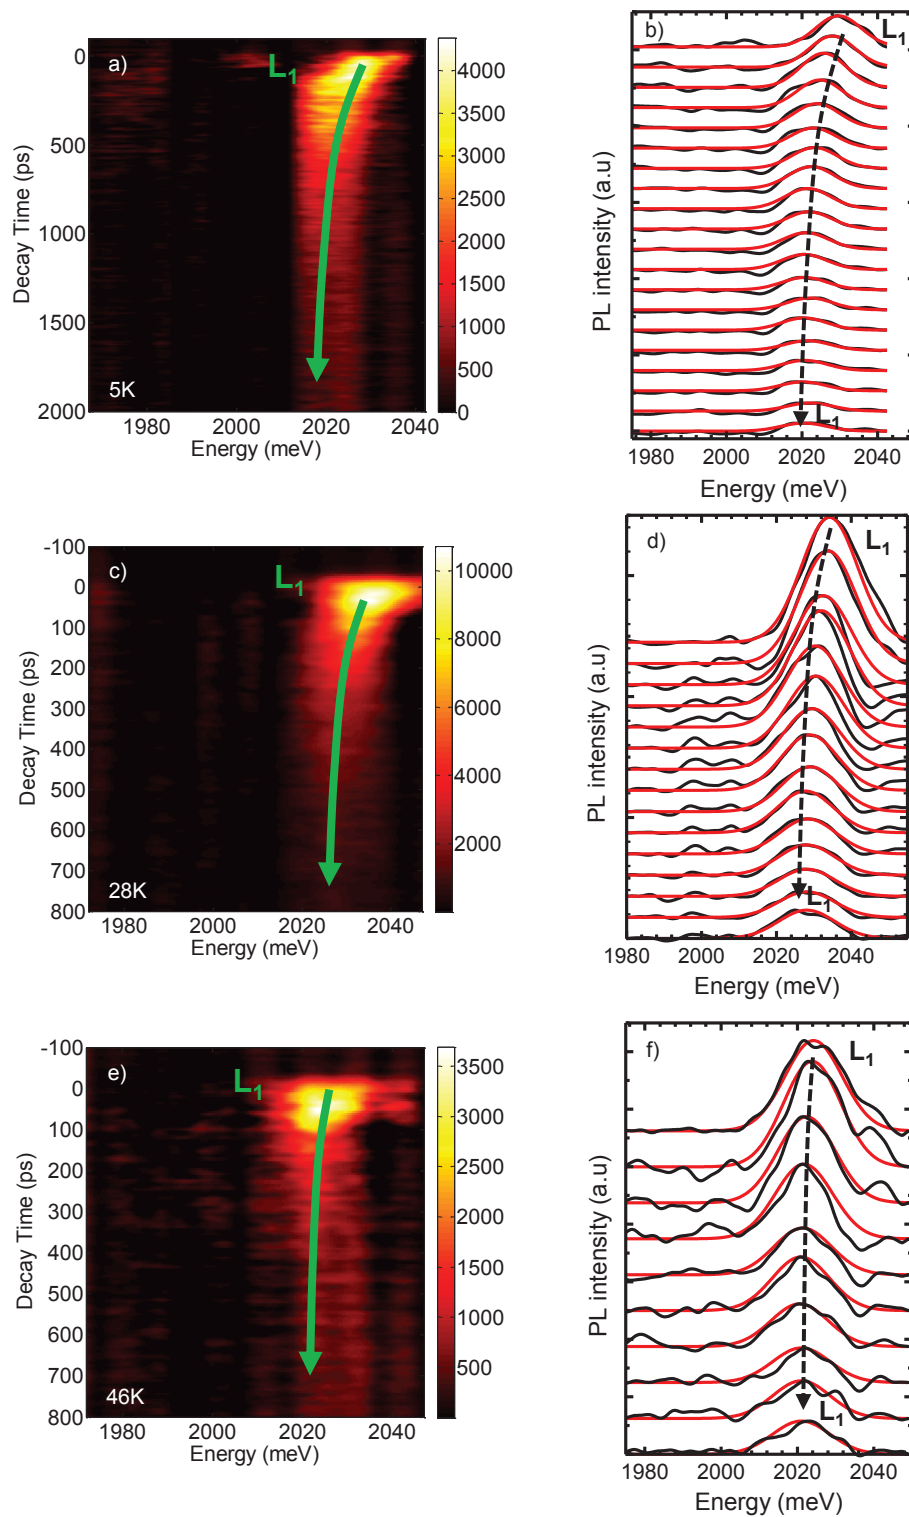 a)
L1
0
500
1000
1500
2000
Decay Time (ps)
5K
1980
2000
2020
2040
Energy (meV)
4000
3500
3000
2500
2000
1500
1000
500
0
b)
L1
L1
PL intensity (a.u)
1980
2000
2020
2040
Energy (meV)
c)
L1
-100
0
100
200
300
400
500
600
700
800
Decay Time (ps)
28K
1980
2000
2020
2040
Energy (meV)
10000
8000
6000
4000
2000
d)
L1
L1
PL intensity (a.u)
1980
2000
2020
2040
Energy (meV)
e)
L1
-100
0
100
200
300
400
500
600
700
800
Decay Time (ps)
46K
1980
2000
2020
2040
Energy (meV)
3500
3000
2500
2000
1500
1000
500
f)
L1
L1
PL intensity (a.u)
1980
2000
2020
2040
Energy (meV)